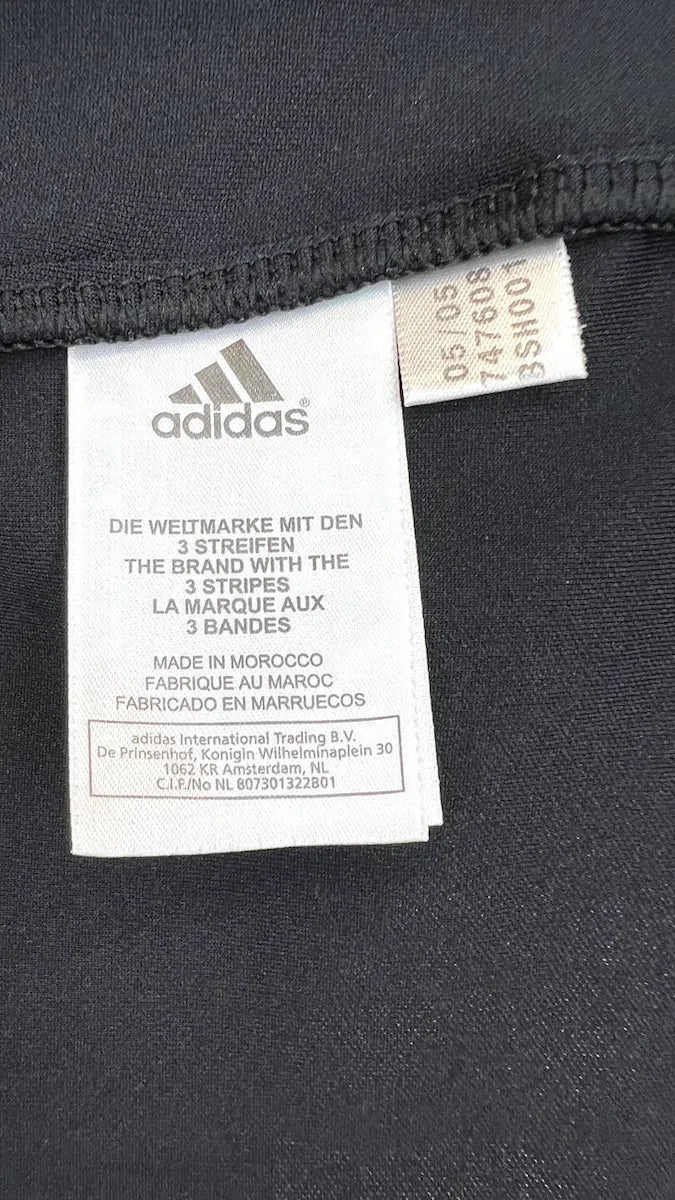 adidas®
DIE WELTMARKE MIT DEN
3 STREIFEN
THE BRAND WITH THE
3 STRIPES
LA MARQUE AUX
3 BANDES
MADE IN MOROCCO
FABRIQUE AU MAROC
FABRICADO EN MARRUECOS
adidas International Trading B.V.
De Prinsenhof, Konigin Wilhelminaplein 30
1062 KR Amsterdam, NL
C.I.F./No NL 807301322B01
05/05
747608
BSH001